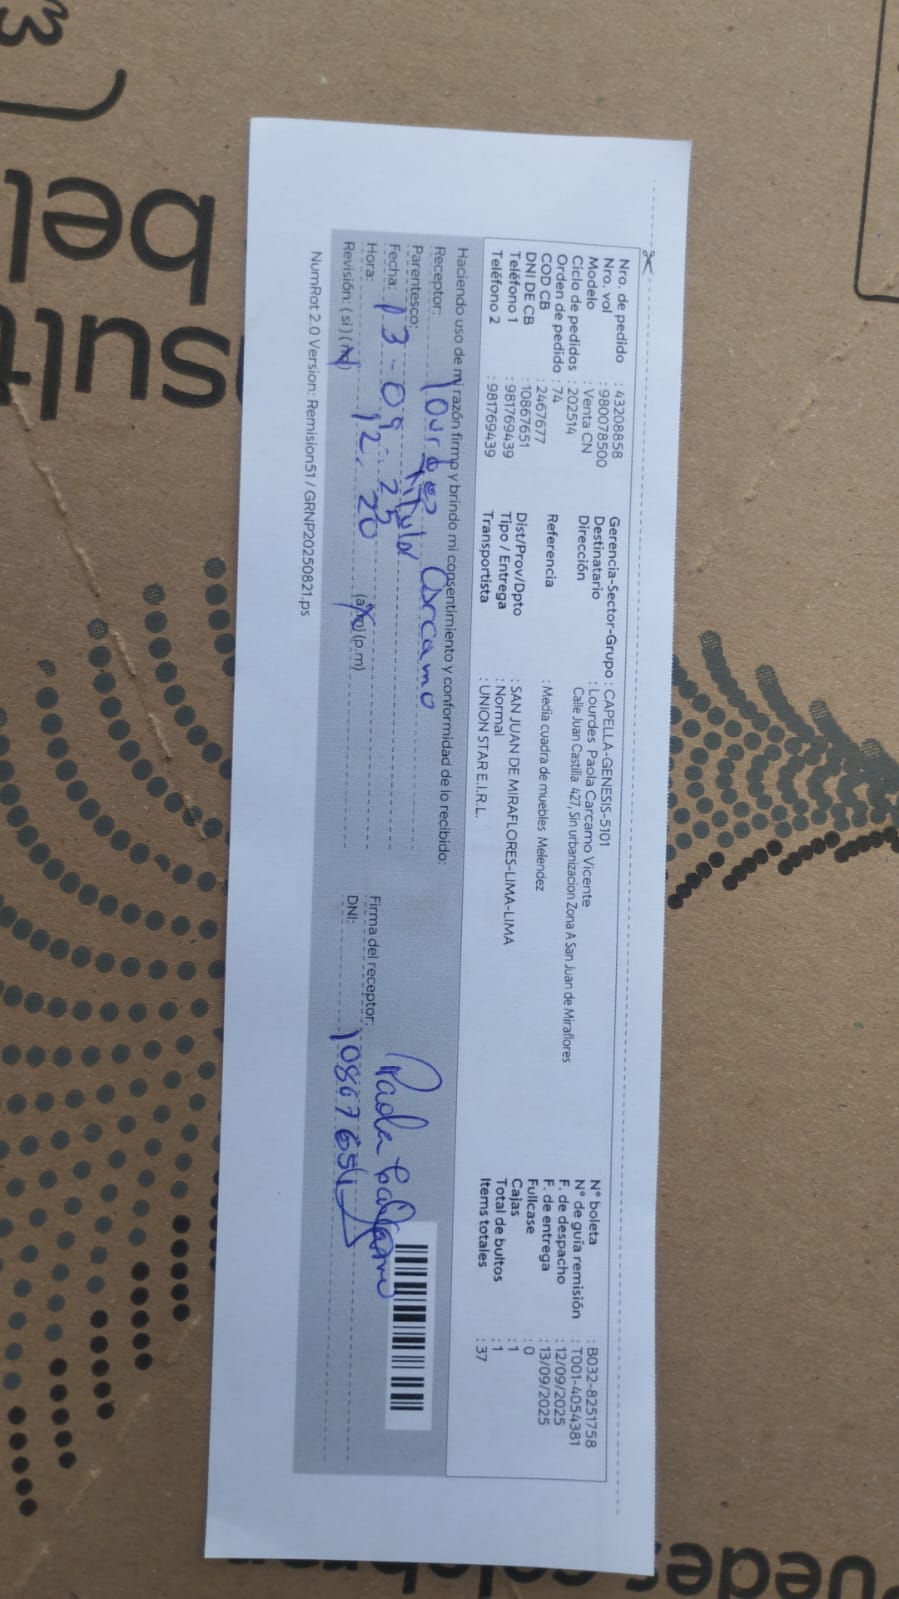 Nro. de pedido : 43208858
Nro. vol : 980078500
Modelo : Venta CN
Ciclo de pedidos : 202514
Orden de pedido : 74
COD CB : 2467677
DNI DE CB : 10867651
Teléfono 1 : 981769439
Teléfono 2 : 981769439
Gerencia-Sector-Grupo : CAPELLA-GENESIS-5101
Destinatario : Lourdes Paola Carcamo Vicente
Dirección Calle Juan Castilla 427, Sin urbanizacion Zona A San Juan de Miraflores
Referencia : Media cuadra de muebles Melendez
Dist/Prov/Dpto : SAN JUAN DE MIRAFLORES-LIMA-LIMA
Tipo / Entrega : Normal
Transportista : UNION STAR E.I.R.L.
N° boleta : B032-8251758
N° de guía remisión : T001-4054381
F. de despacho : 12/09/2025
F. de entrega : 13/09/2025
Fullcase : 0
Cajas : 1
Total de bultos : 1
Items totales : 37
Haciendo uso de mi razón firmo y brindo mi consentimiento y conformidad de lo recibido:
Receptor: Lourdes Carcamo
Parentesco: titular
Fecha: 13-09-25
Hora: 12:20 (a.m) (p.m)
Revisión: (si) (no)
Firma del receptor: Paola Carcamo
DNI: 10867651
NumRot 2.0 Version: Remision51 / GRNP20250821.ps
bel